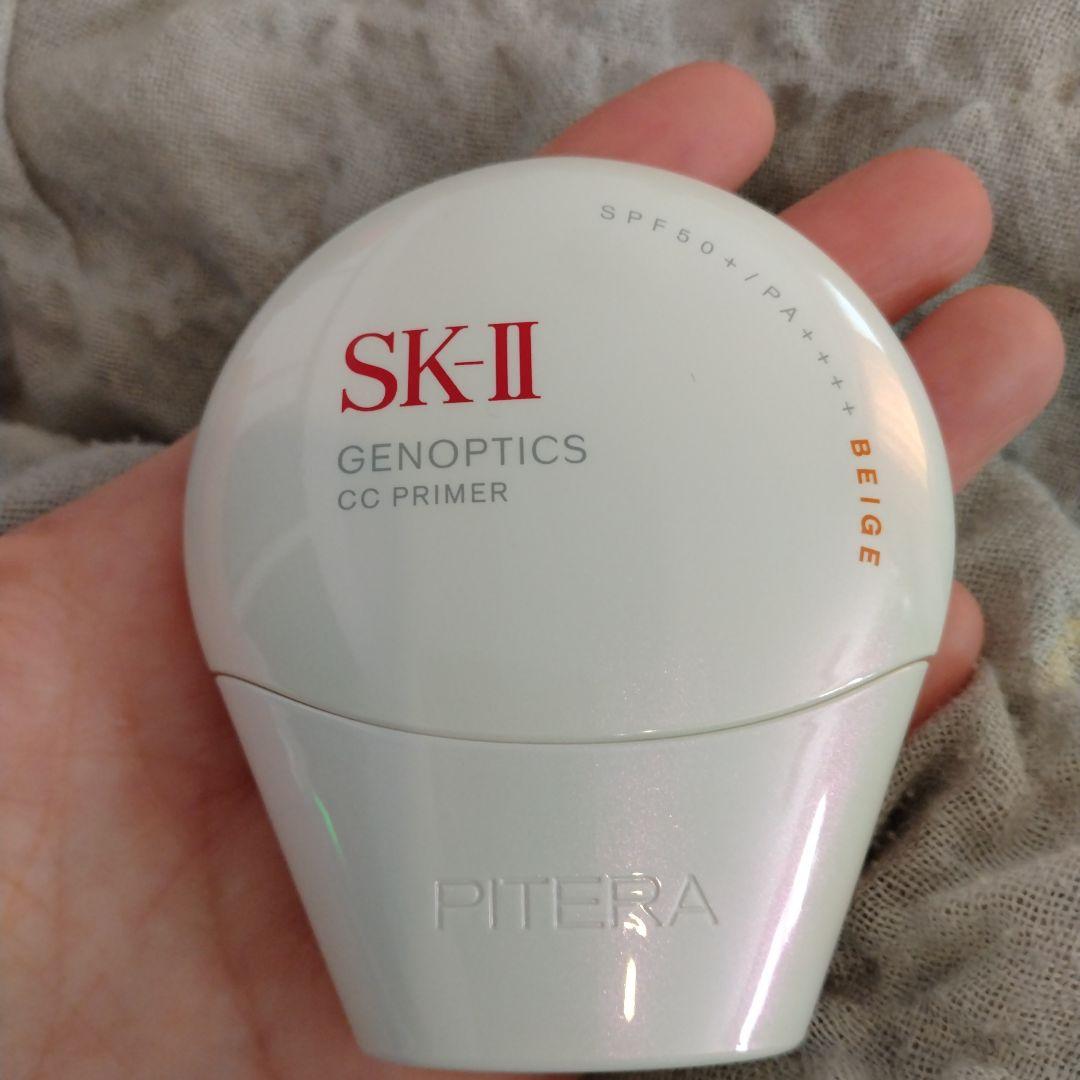 SK-II
GENOPTICS
CC PRIMER
SPF50+/PA++++ BEIGE
PITERA